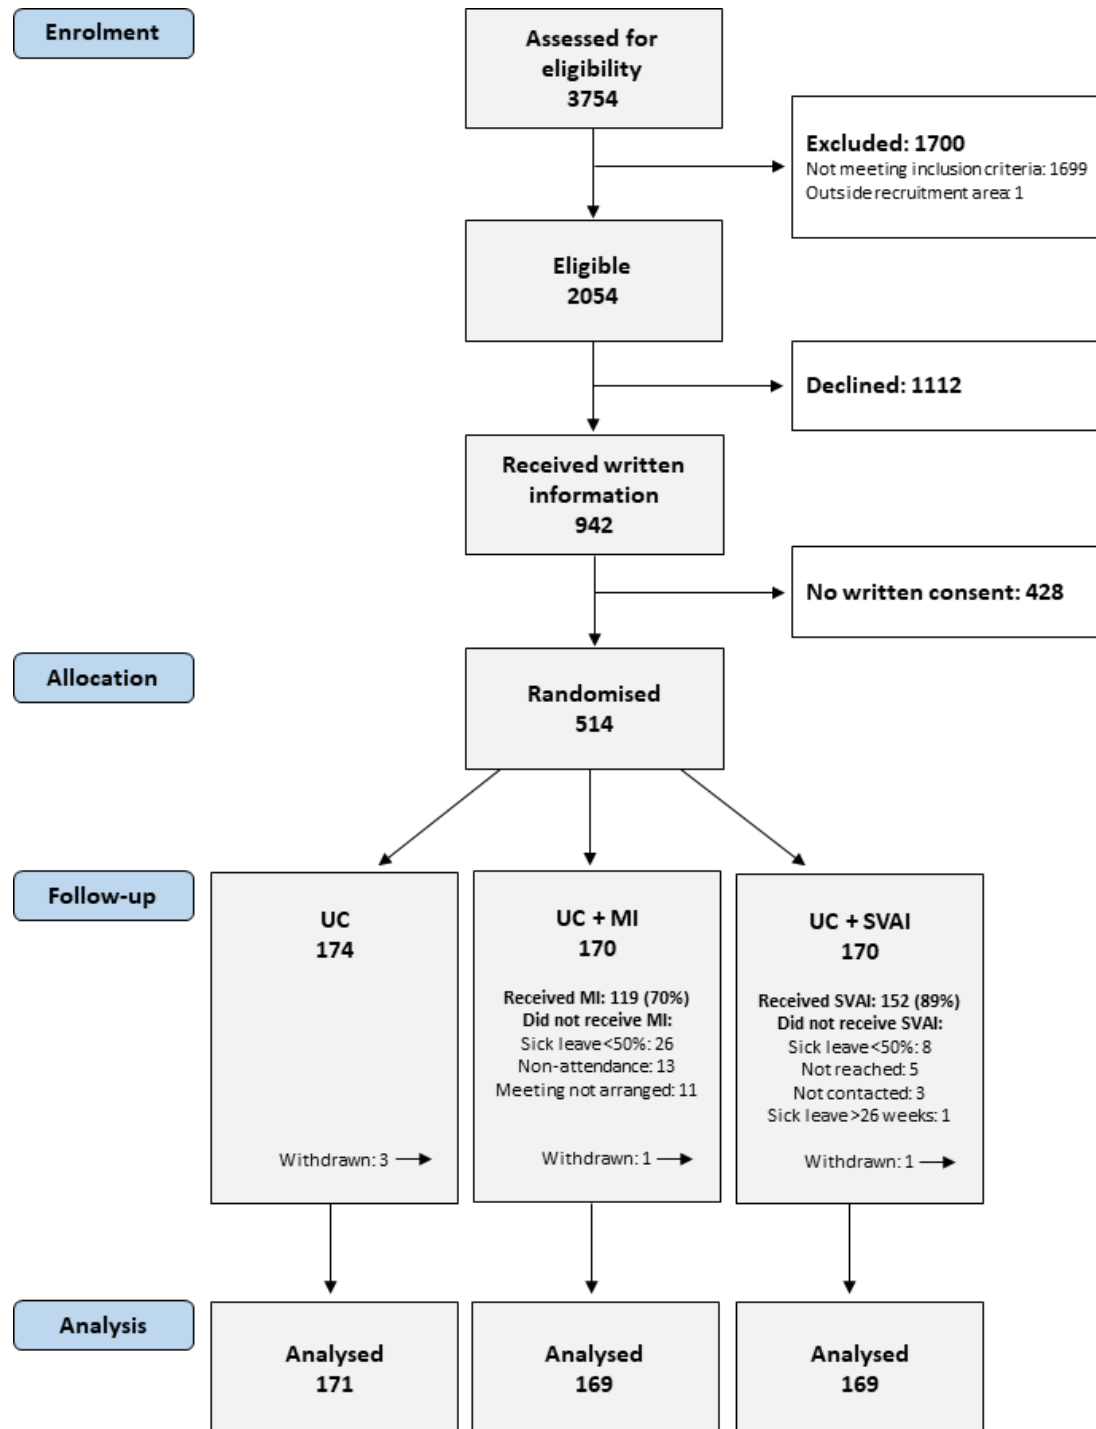 Enrolment
Assessed for
eligibility
3754
Excluded: 1700
Not meeting inclusion criteria: 1699
Outside recruitment area: 1
Eligible
2054
Declined: 1112
Received written
information
942
No written consent: 428
Allocation
Randomised
514
Follow-up
UC
174
Withdrawn: 3
UC + MI
170
Received MI: 119 (70%)
Did not receive MI:
Sick leave <50%: 26
Non-attendance: 13
Meeting not arranged: 11
Withdrawn: 1
UC + SVAI
170
Received SVAI: 152 (89%)
Did not receive SVAI:
Sick leave <50%: 8
Not reached: 5
Not contacted: 3
Sick leave >26 weeks: 1
Withdrawn: 1
Analysis
Analysed
171
Analysed
169
Analysed
169